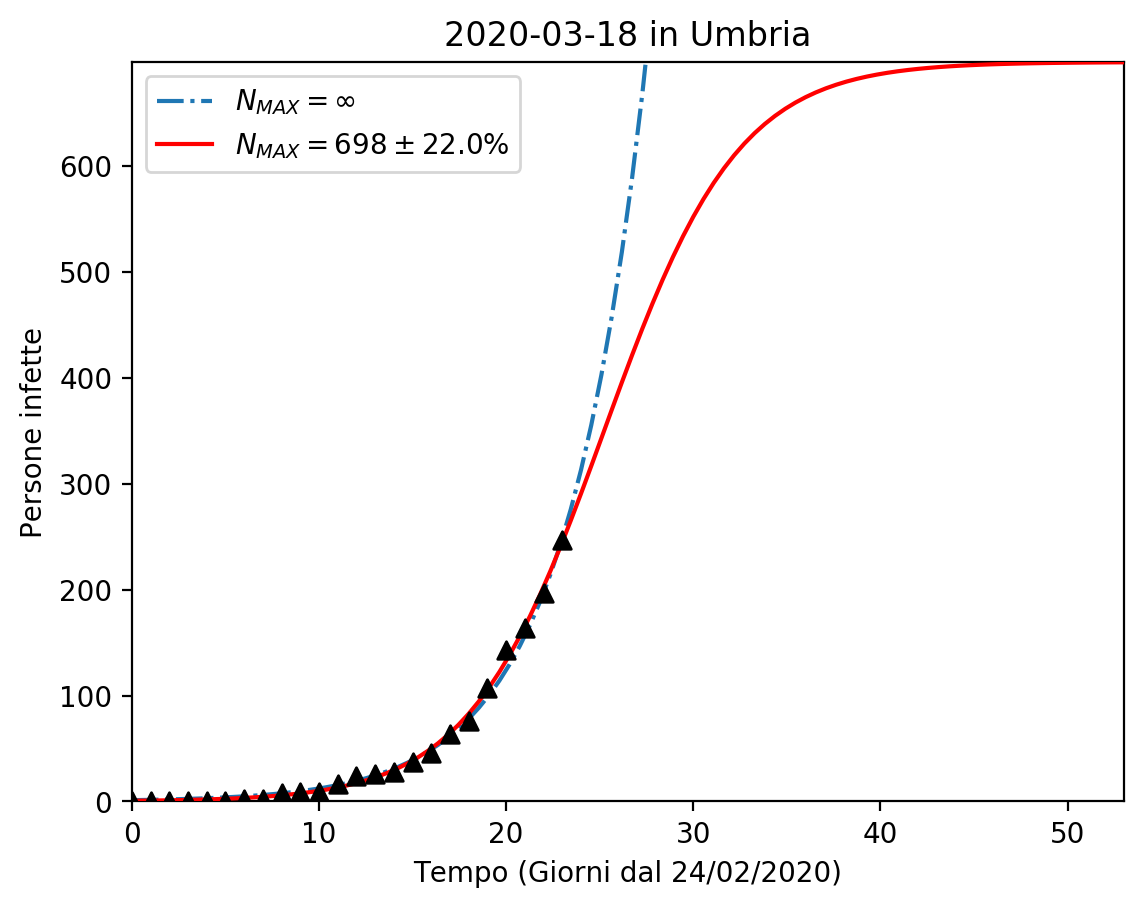 2020-03-18 in Umbria
N_MAX = ∞
N_MAX = 698 ± 22.0%
Persone infette
600
500
400
300
200
100
0
0 10 20 30 40 50
Tempo (Giorni dal 24/02/2020)